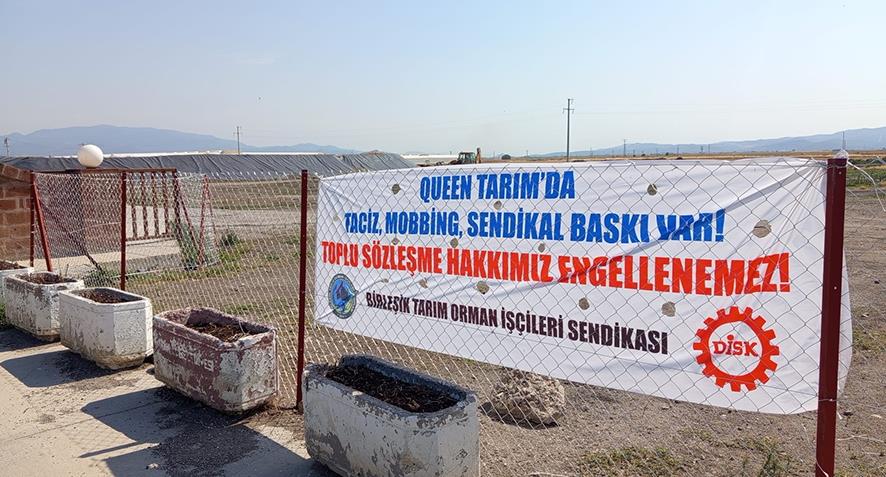 QUEEN TARIM'DA
TACİZ, MOBBİNG, SENDİKAL BASKI VAR!
TOPLU SÖZLEŞME HAKKIMIZ ENGELLENEMEZ!
BİRLEŞİK TARIM ORMAN İŞÇİLERİ SENDİKASI
DİSK